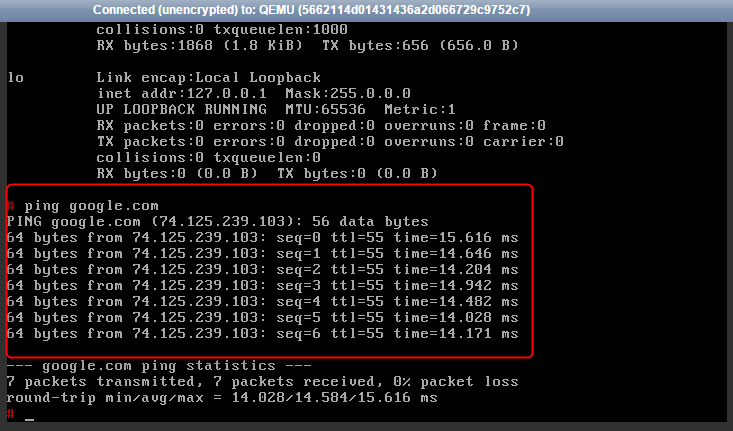 Connected (unencrypted) to: QEMU (5662114d01431436a2d066729c9752c7)
collisions:0 txqueuelen:1000
RX bytes:1868 (1.8 KiB)  TX bytes:656 (656.0 B)
lo        Link encap:Local Loopback
inet addr:127.0.0.1  Mask:255.0.0.0
UP LOOPBACK RUNNING  MTU:65536  Metric:1
RX packets:0 errors:0 dropped:0 overruns:0 frame:0
TX packets:0 errors:0 dropped:0 overruns:0 carrier:0
collisions:0 txqueuelen:0
RX bytes:0 (0.0 B)  TX bytes:0 (0.0 B)
# ping google.com
PING google.com (74.125.239.103): 56 data bytes
64 bytes from 74.125.239.103: seq=0 ttl=55 time=15.616 ms
64 bytes from 74.125.239.103: seq=1 ttl=55 time=14.646 ms
64 bytes from 74.125.239.103: seq=2 ttl=55 time=14.204 ms
64 bytes from 74.125.239.103: seq=3 ttl=55 time=14.942 ms
64 bytes from 74.125.239.103: seq=4 ttl=55 time=14.482 ms
64 bytes from 74.125.239.103: seq=5 ttl=55 time=14.028 ms
64 bytes from 74.125.239.103: seq=6 ttl=55 time=14.171 ms
--- google.com ping statistics ---
7 packets transmitted, 7 packets received, 0% packet loss
round-trip min/avg/max = 14.028/14.584/15.616 ms
# _